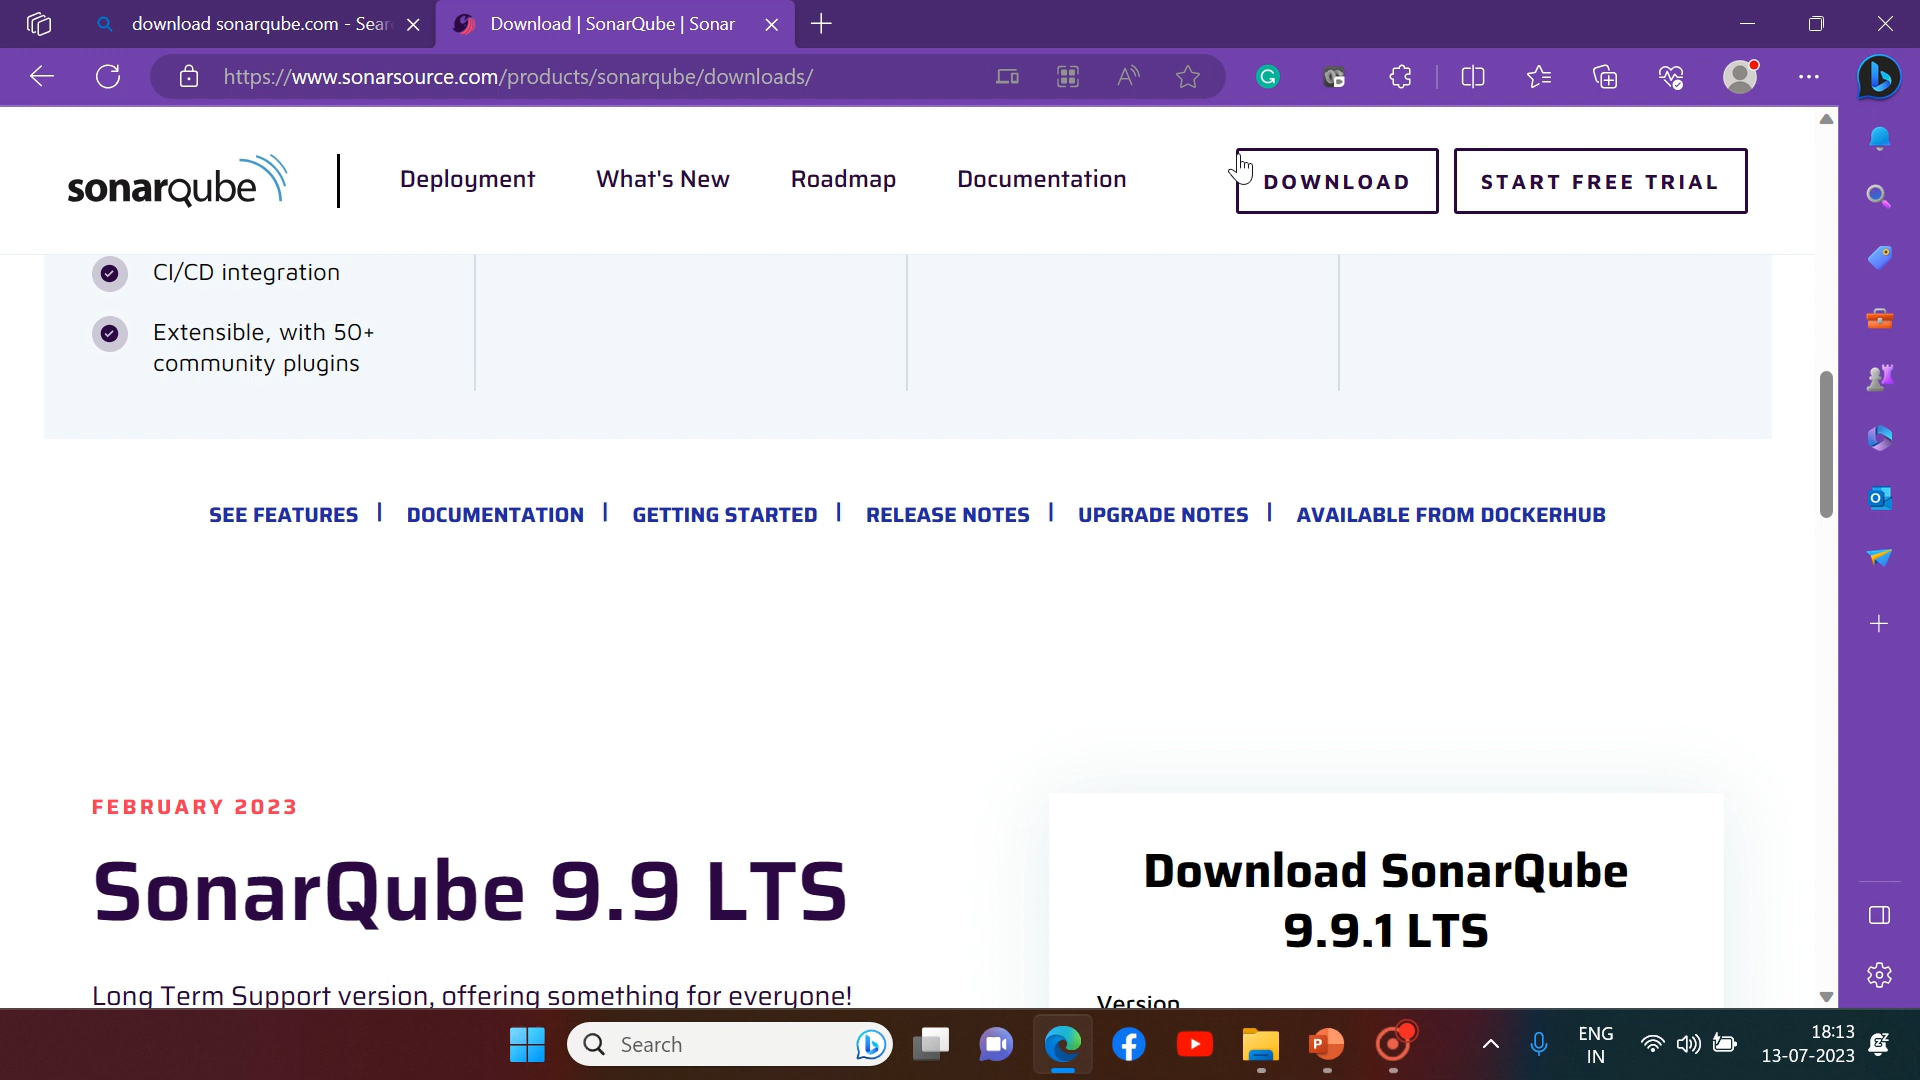 download sonarqube.com - Sear
Download | SonarQube | Sonar
https://www.sonarsource.com/products/sonarqube/downloads/
sonarqube
Deployment
What's New
Roadmap
Documentation
DOWNLOAD
START FREE TRIAL
CI/CD integration
Extensible, with 50+
community plugins
SEE FEATURES | DOCUMENTATION | GETTING STARTED | RELEASE NOTES | UPGRADE NOTES | AVAILABLE FROM DOCKERHUB
FEBRUARY 2023
SonarQube 9.9 LTS
Long Term Support version, offering something for everyone!
Download SonarQube
9.9.1 LTS
Version
Search
ENG
IN
18:13
13-07-2023